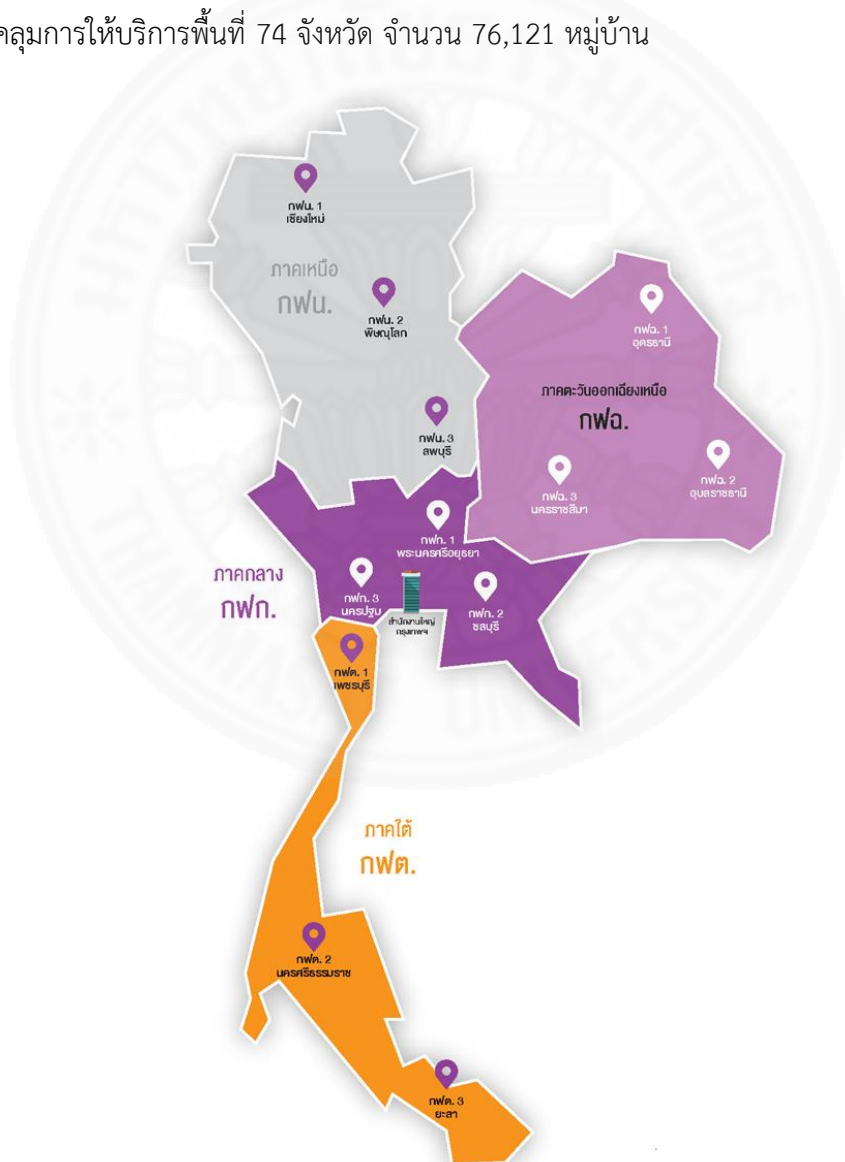 คลุมการให้บริการพื้นที่ 74 จังหวัด จำนวน 76,121 หมู่บ้าน
กฟน. 1
เชียงใหม่
ภาคเหนือ
กฟน.
กฟน. 2
พิษณุโลก
กฟน. 3
ลพบุรี
กฟฉ. 1
อุดรธานี
ภาคตะวันออกเฉียงเหนือ
กฟฉ.
กฟฉ. 2
อุบลราชธานี
กฟฉ. 3
นครราชสีมา
กฟก. 1
พระนครศรีอยุธยา
ภาคกลาง
กฟก.
กฟก. 3
นครปฐม
สำนักงานใหญ่
กรุงเทพฯ
กฟก. 2
ชลบุรี
กฟต. 1
เพชรบุรี
ภาคใต้
กฟต.
กฟต. 2
นครศรีธรรมราช
กฟต. 3
ยะลา